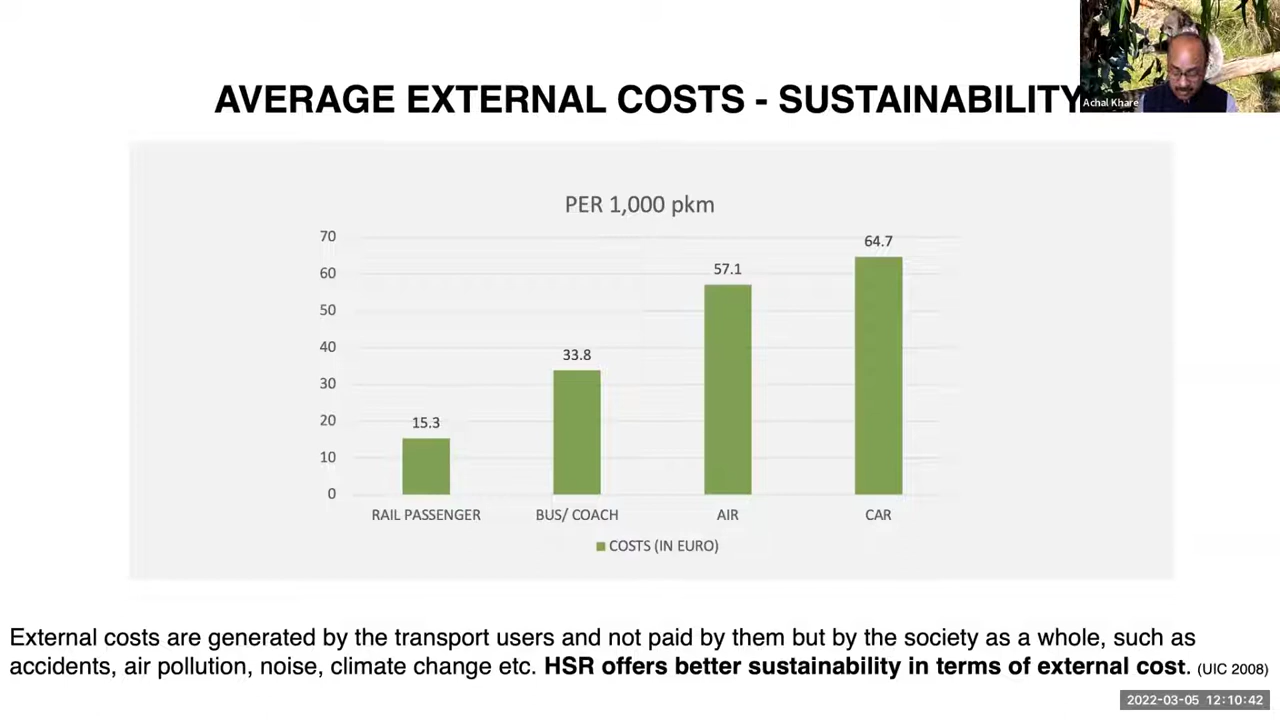 AVERAGE EXTERNAL COSTS - SUSTAINABILITY
Achal Khare
PER 1,000 pkm
70
60
50
40
30
20
10
0
15.3
33.8
57.1
64.7
RAIL PASSENGER
BUS/ COACH
AIR
CAR
COSTS (IN EURO)
External costs are generated by the transport users and not paid by them but by the society as a whole, such as
accidents, air pollution, noise, climate change etc. HSR offers better sustainability in terms of external cost. (UIC 2008)
2022-03-05 12:10:42